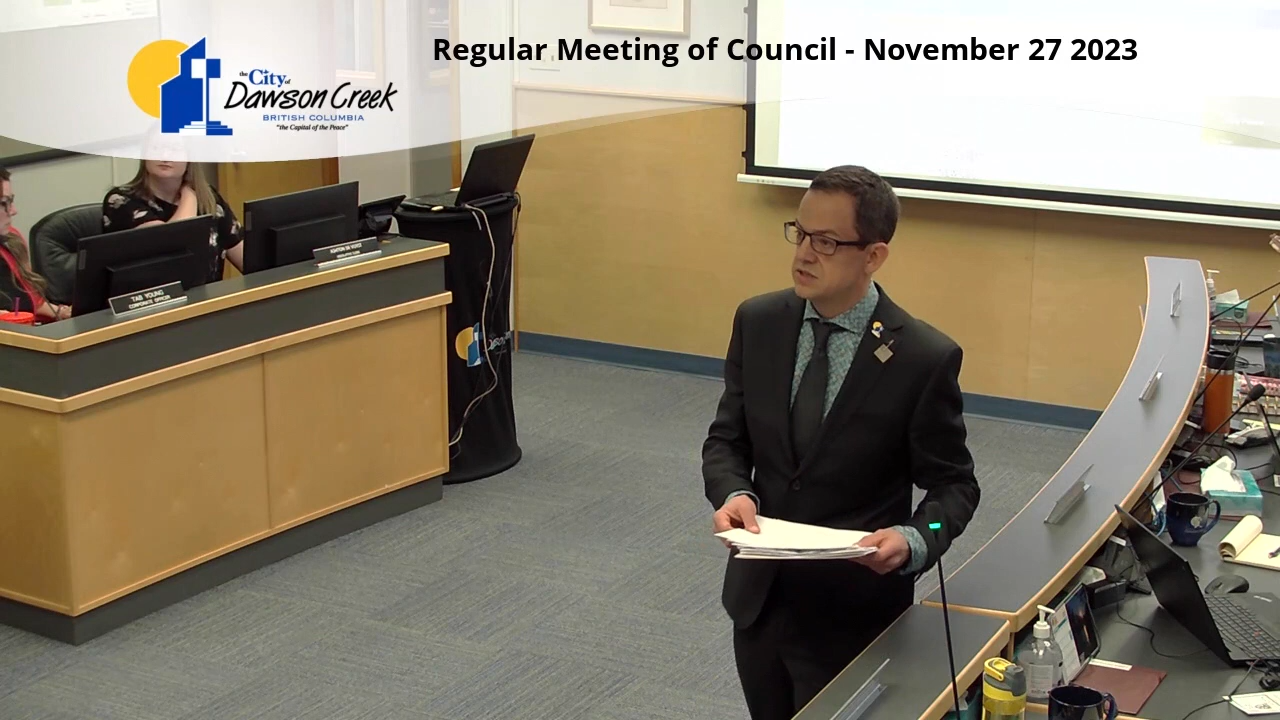 Regular Meeting of Council - November 27 2023
the City of
Dawson Creek
BRITISH COLUMBIA
"the Capital of the Peace"
TAB YOUNG
CORPORATE OFFICER